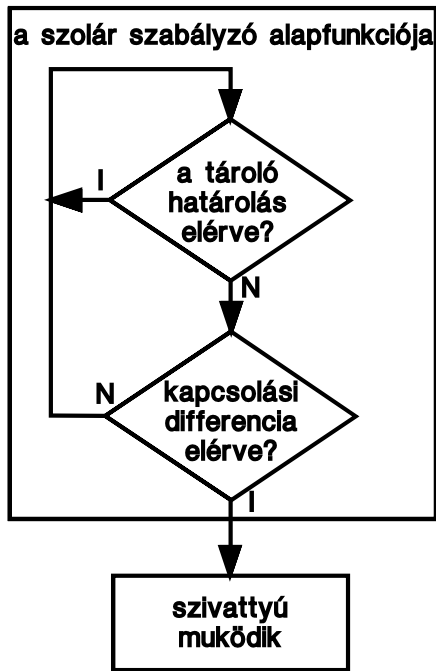 a szolár szabályzó alapfunkciója
a tároló
határolás
elérve?
I
N
kapcsolási
differencia
elérve?
N
I
szivattyú
muködik